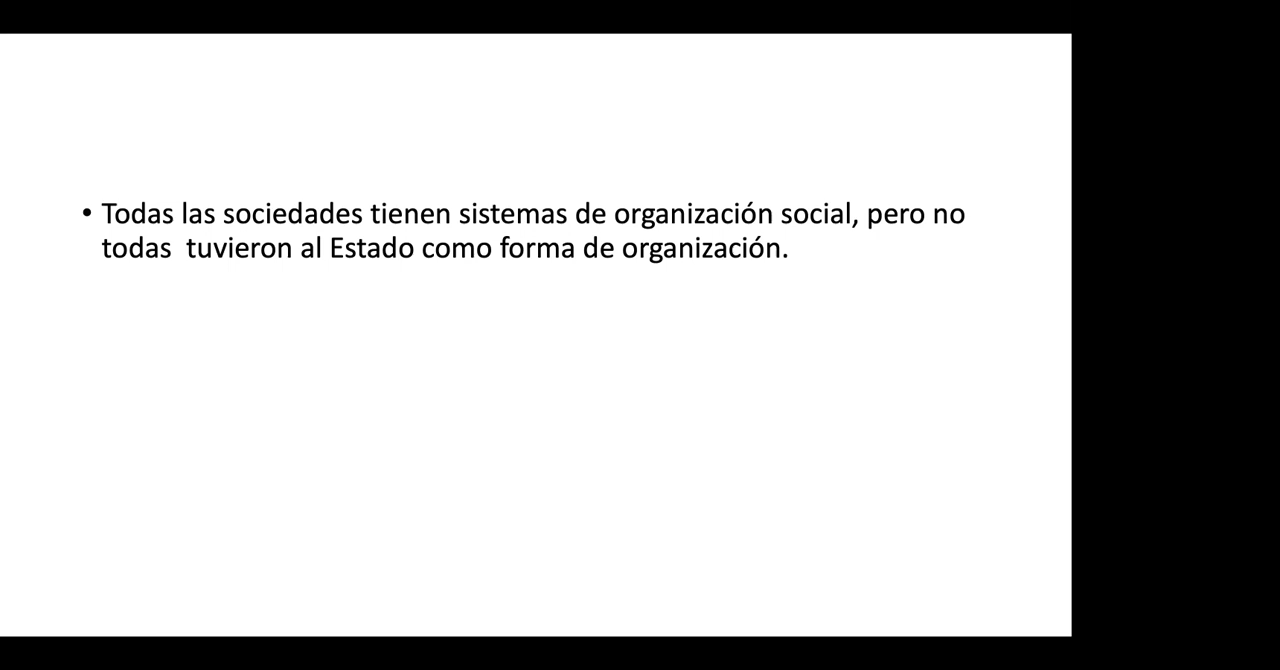 • Todas las sociedades tienen sistemas de organización social, pero no
todas  tuvieron al Estado como forma de organización.